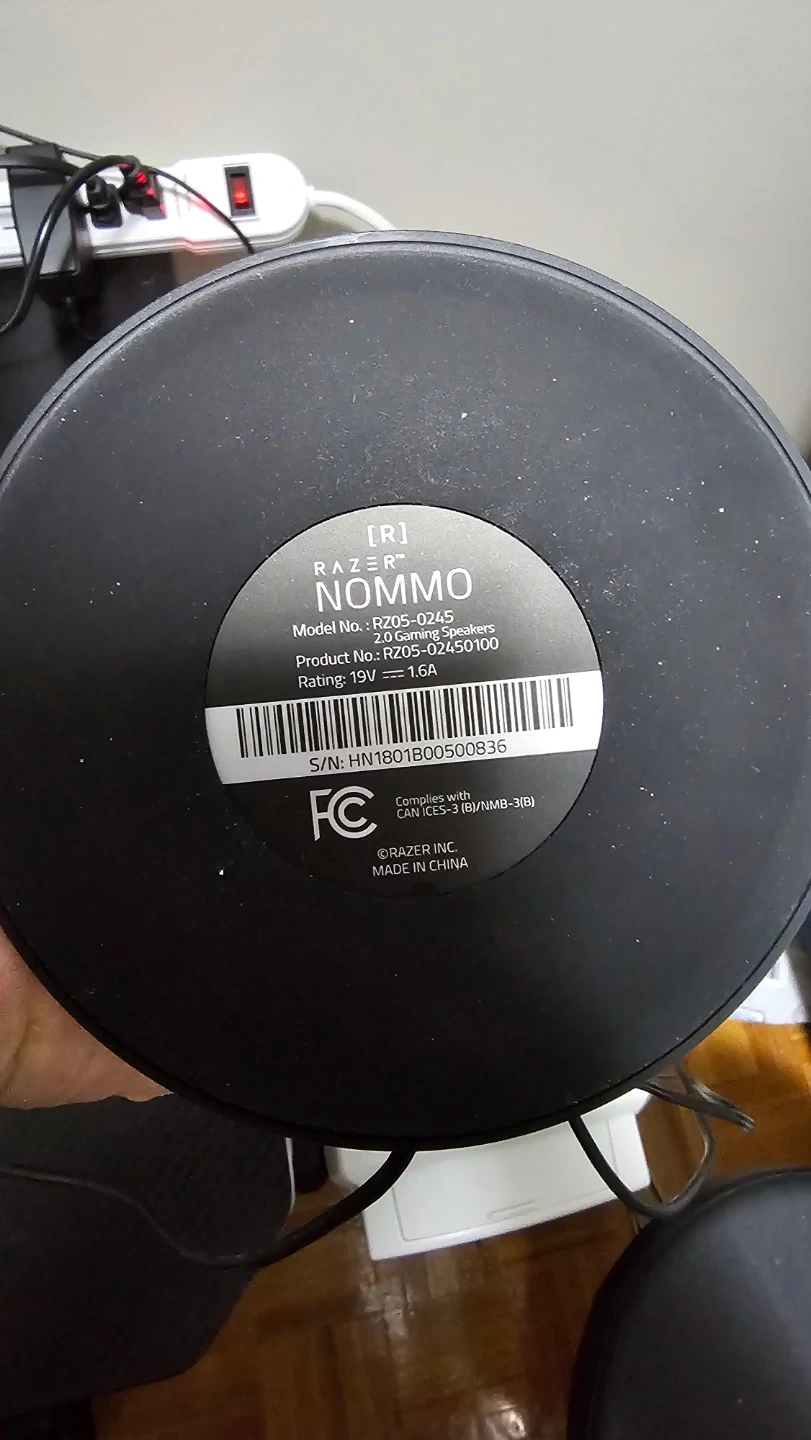 [R]
RAZER™
NOMMO
Model No. : RZ05-0245
2.0 Gaming Speakers
Product No.: RZ05-02450100
Rating: 19V ⎓ 1.6A
S/N: HN1801B00500836
FC
Complies with
CAN ICES-3 (B)/NMB-3(B)
©RAZER INC.
MADE IN CHINA